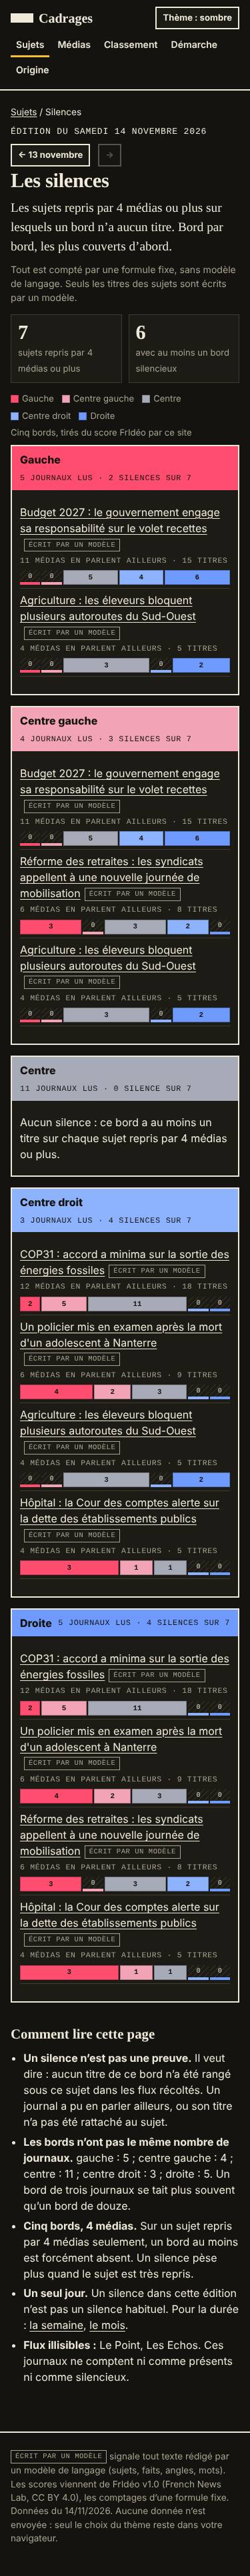 Cadrages
Thème : sombre
Sujets Médias Classement Démarche
Origine
Sujets / Silences
ÉDITION DU SAMEDI 14 NOVEMBRE 2026
← 13 novembre →
Les silences
Les sujets repris par 4 médias ou plus sur
lesquels un bord n’a aucun titre. Bord par
bord, les plus couverts d’abord.
Tout est compté par une formule fixe, sans modèle
de langage. Seuls les titres des sujets sont écrits
par un modèle.
7
sujets repris par 4
médias ou plus
6
avec au moins un bord
silencieux
Gauche Centre gauche Centre
Centre droit Droite
Cinq bords, tirés du score FrIdéo par ce site
Gauche
5 JOURNAUX LUS · 2 SILENCES SUR 7
Budget 2027 : le gouvernement engage
sa responsabilité sur le volet recettes
ÉCRIT PAR UN MODÈLE
11 MÉDIAS EN PARLENT AILLEURS · 15 TITRES
0 0 5 4 6
Agriculture : les éleveurs bloquent
plusieurs autoroutes du Sud-Ouest
ÉCRIT PAR UN MODÈLE
4 MÉDIAS EN PARLENT AILLEURS · 5 TITRES
0 0 3 0 2
Centre gauche
4 JOURNAUX LUS · 3 SILENCES SUR 7
Budget 2027 : le gouvernement engage
sa responsabilité sur le volet recettes
ÉCRIT PAR UN MODÈLE
11 MÉDIAS EN PARLENT AILLEURS · 15 TITRES
0 0 5 4 6
Réforme des retraites : les syndicats
appellent à une nouvelle journée de
mobilisation ÉCRIT PAR UN MODÈLE
6 MÉDIAS EN PARLENT AILLEURS · 8 TITRES
3 0 3 2 0
Agriculture : les éleveurs bloquent
plusieurs autoroutes du Sud-Ouest
ÉCRIT PAR UN MODÈLE
4 MÉDIAS EN PARLENT AILLEURS · 5 TITRES
0 0 3 0 2
Centre
11 JOURNAUX LUS · 0 SILENCE SUR 7
Aucun silence : ce bord a au moins un
titre sur chaque sujet repris par 4 médias
ou plus.
Centre droit
3 JOURNAUX LUS · 4 SILENCES SUR 7
COP31 : accord a minima sur la sortie des
énergies fossiles ÉCRIT PAR UN MODÈLE
12 MÉDIAS EN PARLENT AILLEURS · 18 TITRES
2 5 11 0 0
Un policier mis en examen après la mort
d'un adolescent à Nanterre
ÉCRIT PAR UN MODÈLE
6 MÉDIAS EN PARLENT AILLEURS · 9 TITRES
4 2 3 0 0
Agriculture : les éleveurs bloquent
plusieurs autoroutes du Sud-Ouest
ÉCRIT PAR UN MODÈLE
4 MÉDIAS EN PARLENT AILLEURS · 5 TITRES
0 0 3 0 2
Hôpital : la Cour des comptes alerte sur
la dette des établissements publics
ÉCRIT PAR UN MODÈLE
4 MÉDIAS EN PARLENT AILLEURS · 5 TITRES
3 1 1 0 0
Droite 5 JOURNAUX LUS · 4 SILENCES SUR 7
COP31 : accord a minima sur la sortie des
énergies fossiles ÉCRIT PAR UN MODÈLE
12 MÉDIAS EN PARLENT AILLEURS · 18 TITRES
2 5 11 0 0
Un policier mis en examen après la mort
d'un adolescent à Nanterre
ÉCRIT PAR UN MODÈLE
6 MÉDIAS EN PARLENT AILLEURS · 9 TITRES
4 2 3 0 0
Réforme des retraites : les syndicats
appellent à une nouvelle journée de
mobilisation ÉCRIT PAR UN MODÈLE
6 MÉDIAS EN PARLENT AILLEURS · 8 TITRES
3 0 3 2 0
Hôpital : la Cour des comptes alerte sur
la dette des établissements publics
ÉCRIT PAR UN MODÈLE
4 MÉDIAS EN PARLENT AILLEURS · 5 TITRES
3 1 1 0 0
Comment lire cette page
• Un silence n’est pas une preuve. Il veut
dire : aucun titre de ce bord n’a été rangé
sous ce sujet dans les flux récoltés. Un
journal a pu en parler ailleurs, ou son titre
n’a pas été rattaché au sujet.
• Les bords n’ont pas le même nombre de
journaux. gauche : 5 ; centre gauche : 4 ;
centre : 11 ; centre droit : 3 ; droite : 5. Un
bord de trois journaux se tait plus souvent
qu’un bord de douze.
• Cinq bords, 4 médias. Sur un sujet repris
par 4 médias seulement, un bord au moins
est forcément absent. Un silence pèse
plus quand le sujet est très repris.
• Un seul jour. Un silence dans cette édition
n’est pas un silence habituel. Pour la durée
: la semaine, le mois.
• Flux illisibles : Le Point, Les Echos. Ces
journaux ne comptent ni comme présents
ni comme silencieux.
ÉCRIT PAR UN MODÈLE signale tout texte rédigé par
un modèle de langage (sujets, faits, angles, mots).
Les scores viennent de FrIdéo v1.0 (French News
Lab, CC BY 4.0), les comptages d’une formule fixe.
Données du 14/11/2026. Aucune donnée n’est
envoyée : seul le choix du thème reste dans votre
navigateur.